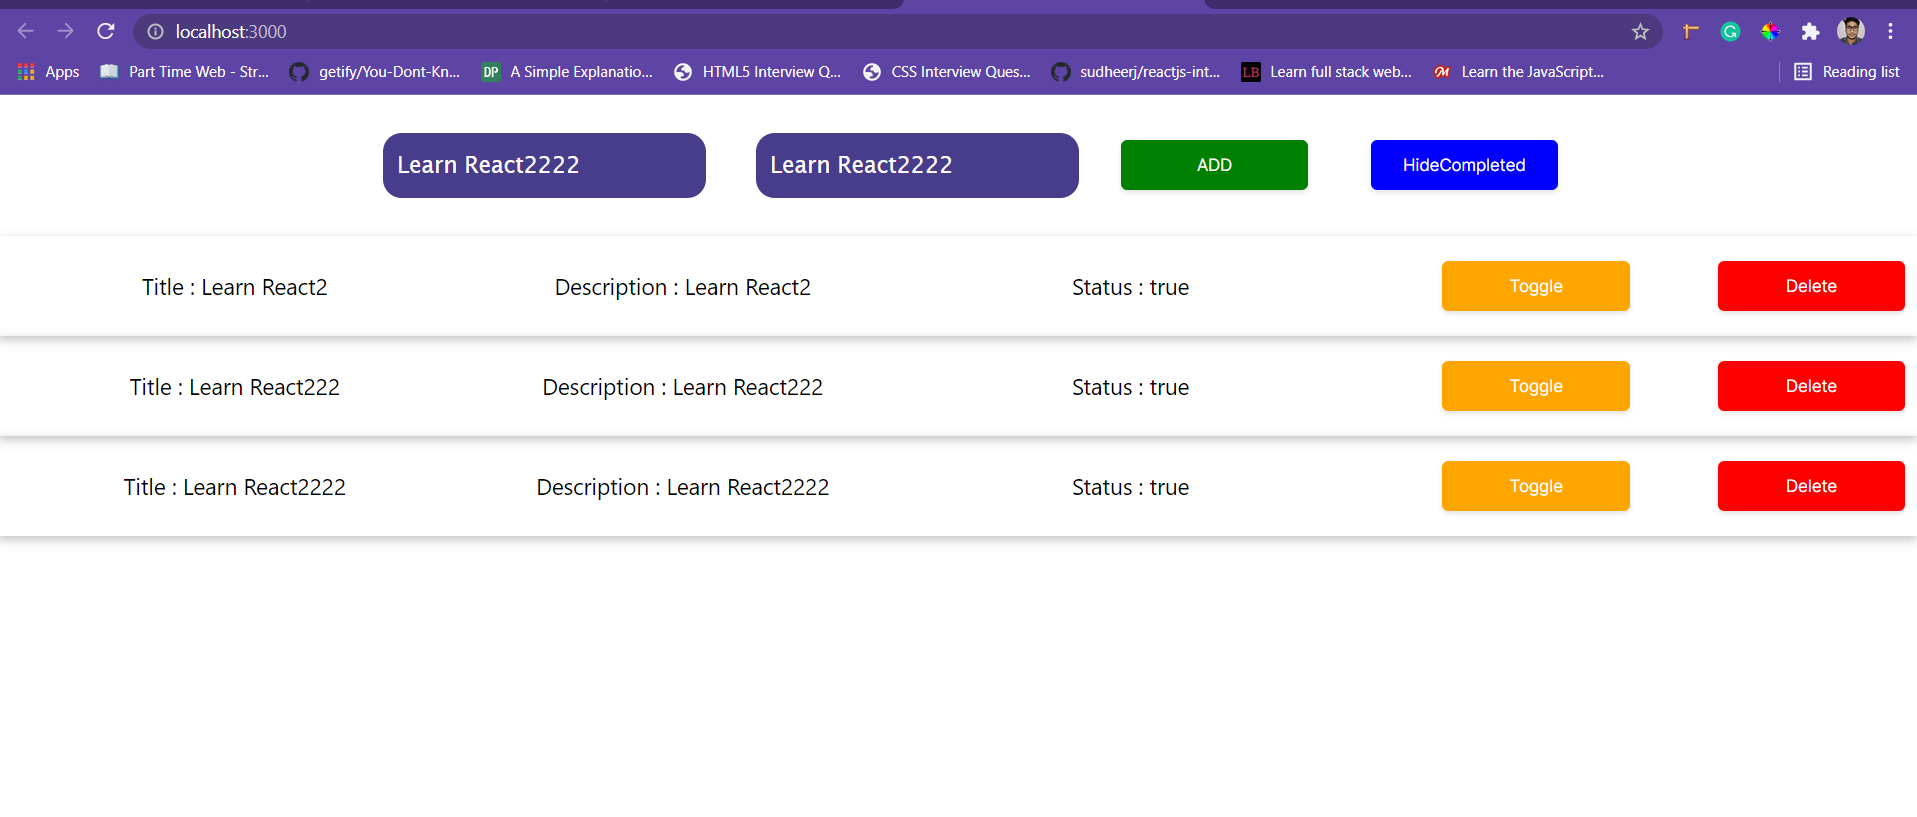 localhost:3000
Apps Part Time Web - Str... getify/You-Dont-Kn... DP A Simple Explanatio... HTML5 Interview Q... CSS Interview Ques... sudheerj/reactjs-int... LB Learn full stack web... M Learn the JavaScript... Reading list
Learn React2222 Learn React2222 ADD HideCompleted
Title : Learn React2 Description : Learn React2 Status : true Toggle Delete
Title : Learn React222 Description : Learn React222 Status : true Toggle Delete
Title : Learn React2222 Description : Learn React2222 Status : true Toggle Delete